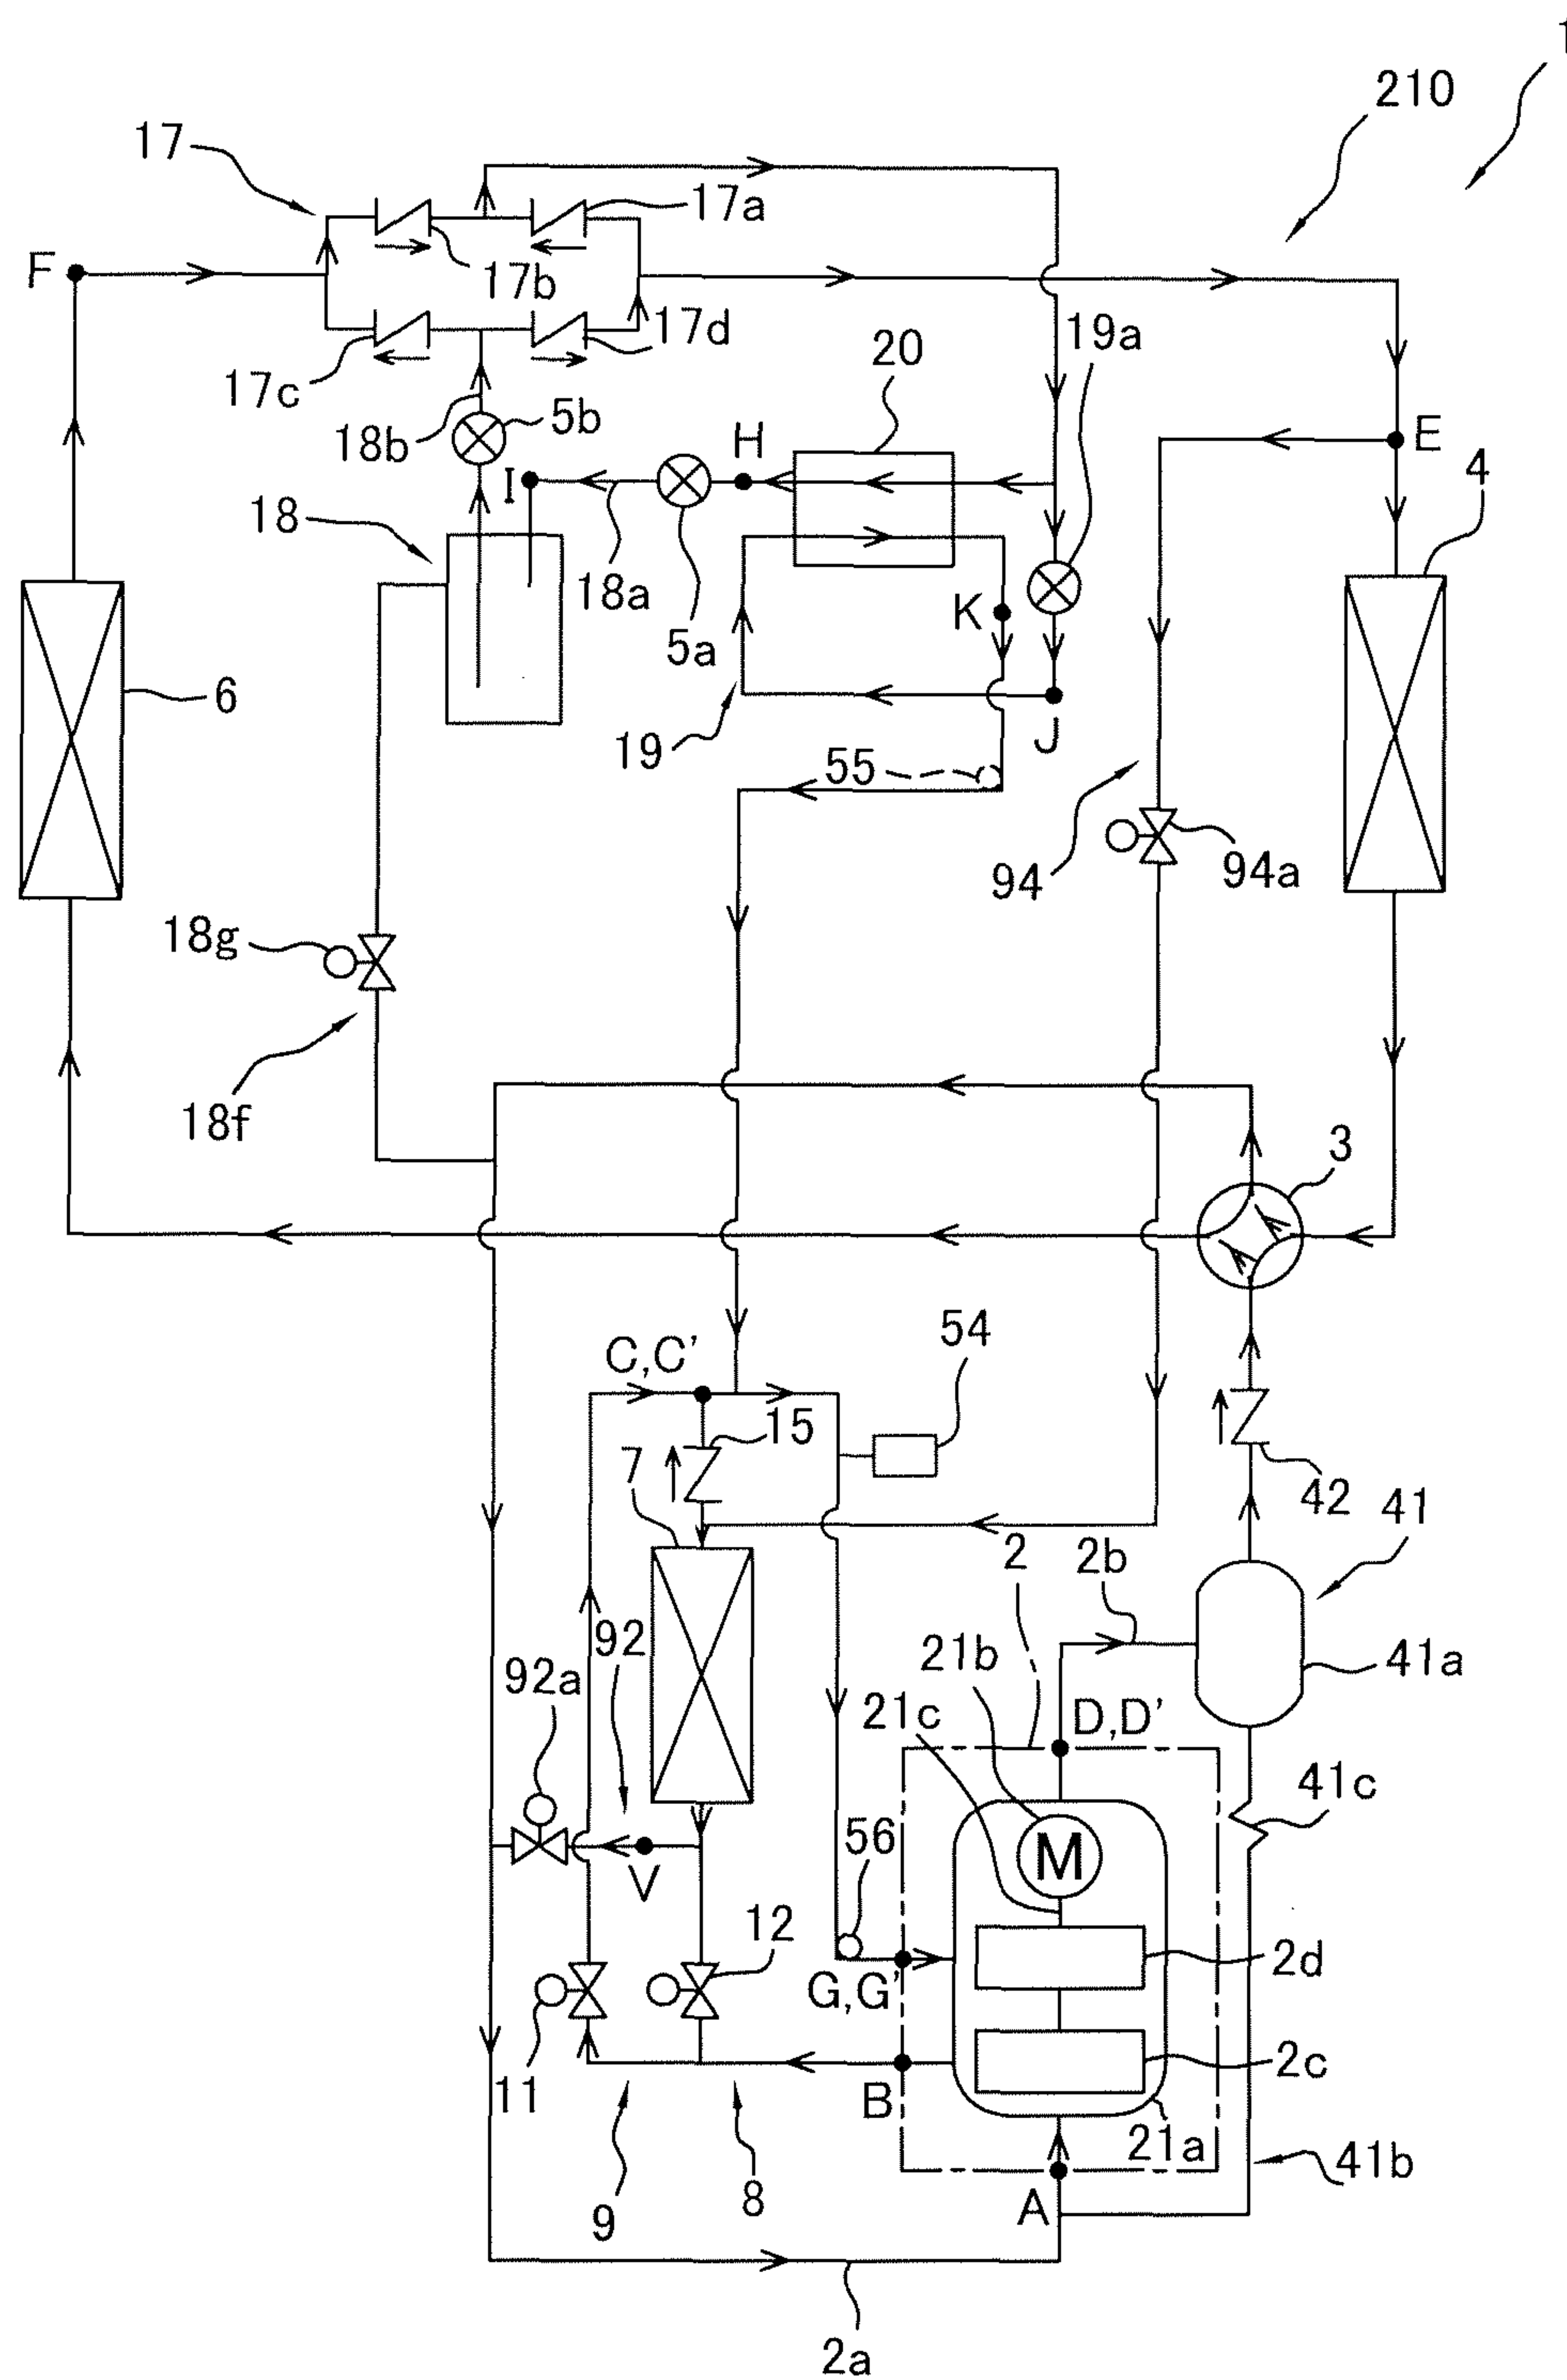 1
210
17
17a
F
17b
17d
19a
20
17c
5b
18b
H
E
I
4
18
18a
K
5a
6
19
J
55
94
94a
18g
18f
3
C,C'
54
15
7
42
41
2
2b
92
21b
41a
92a
21c
D,D'
41c
56
M
V
12
2d
G,G'
11
2c
B
21a
41b
8
A
9
2a